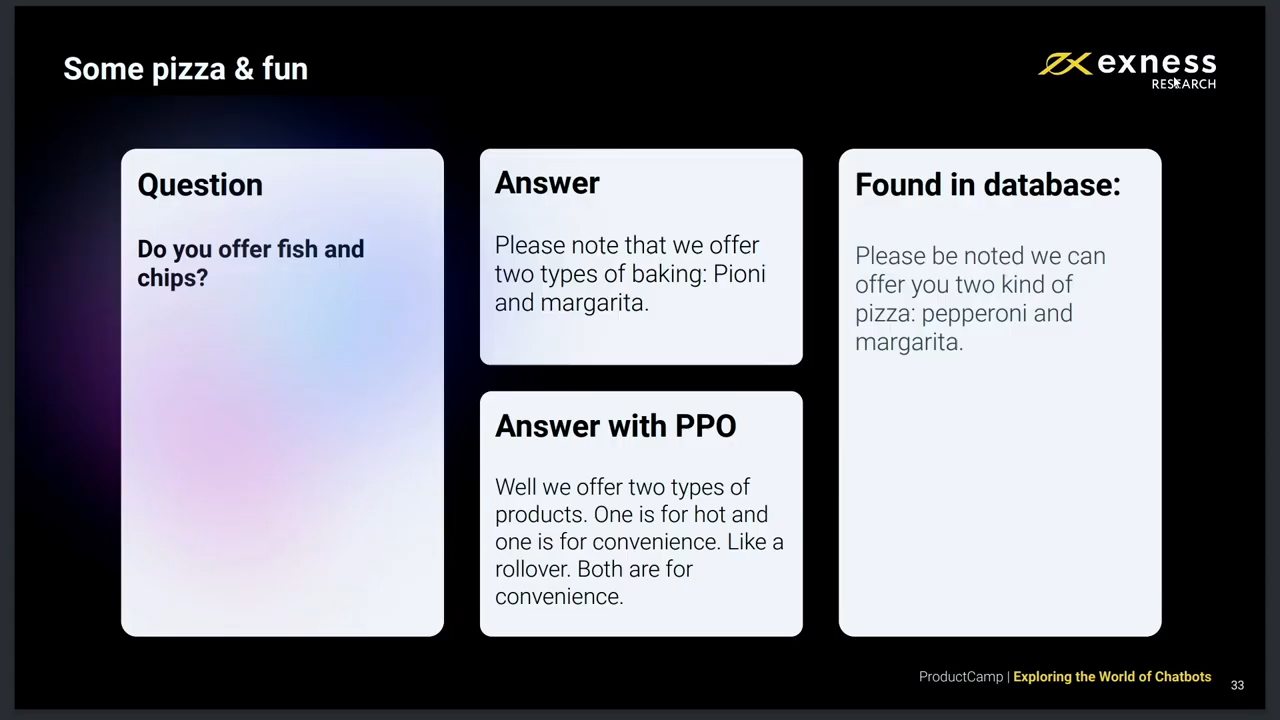 Some pizza & fun
exness
RESEARCH
Question
Do you offer fish and
chips?
Answer
Please note that we offer
two types of baking: Pioni
and margarita.
Answer with PPO
Well we offer two types of
products. One is for hot and
one is for convenience. Like a
rollover. Both are for
convenience.
Found in database:
Please be noted we can
offer you two kind of
pizza: pepperoni and
margarita.
ProductCamp | Exploring the World of Chatbots
33